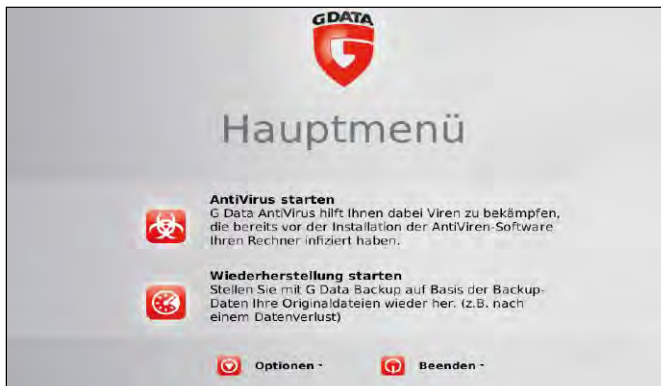 GDATA
Hauptmenü
AntiVirus starten
G Data AntiVirus hilft Ihnen dabei Viren zu bekämpfen,
die bereits vor der Installation der AntiViren-Software
Ihren Rechner infiziert haben.
Wiederherstellung starten
Stellen Sie mit G Data Backup auf Basis der Backup-
Daten Ihre Originaldateien wieder her. (z.B. nach
einem Datenverlust)
Optionen - Beenden -